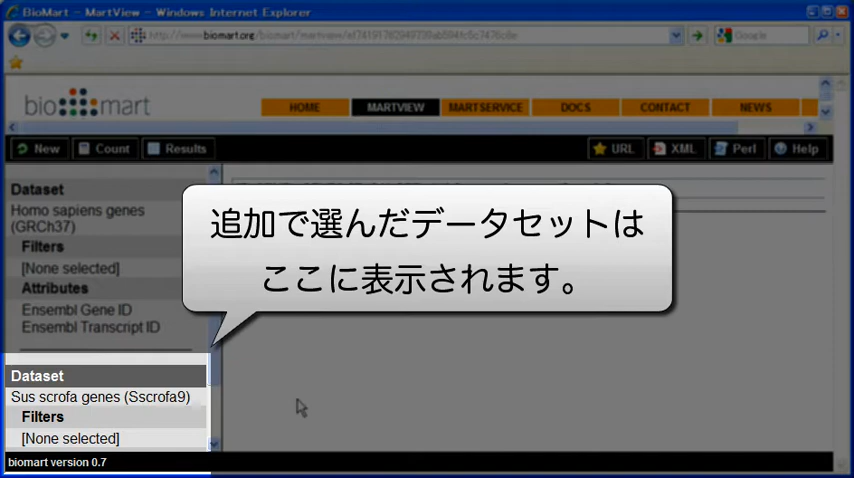 BioMart - MartView - Windows Internet Explorer
Google
bio mart
HOME MARTVIEW MARTSERVICE DOCS CONTACT NEWS
New Count Results URL XML Perl Help
Dataset
Homo sapiens genes
(GRCh37)
Filters
[None selected]
Attributes
Ensembl Gene ID
Ensembl Transcript ID
追加で選んだデータセットは
ここに表示されます。
Dataset
Sus scrofa genes (Sscrofa9)
Filters
[None selected]
biomart version 0.7